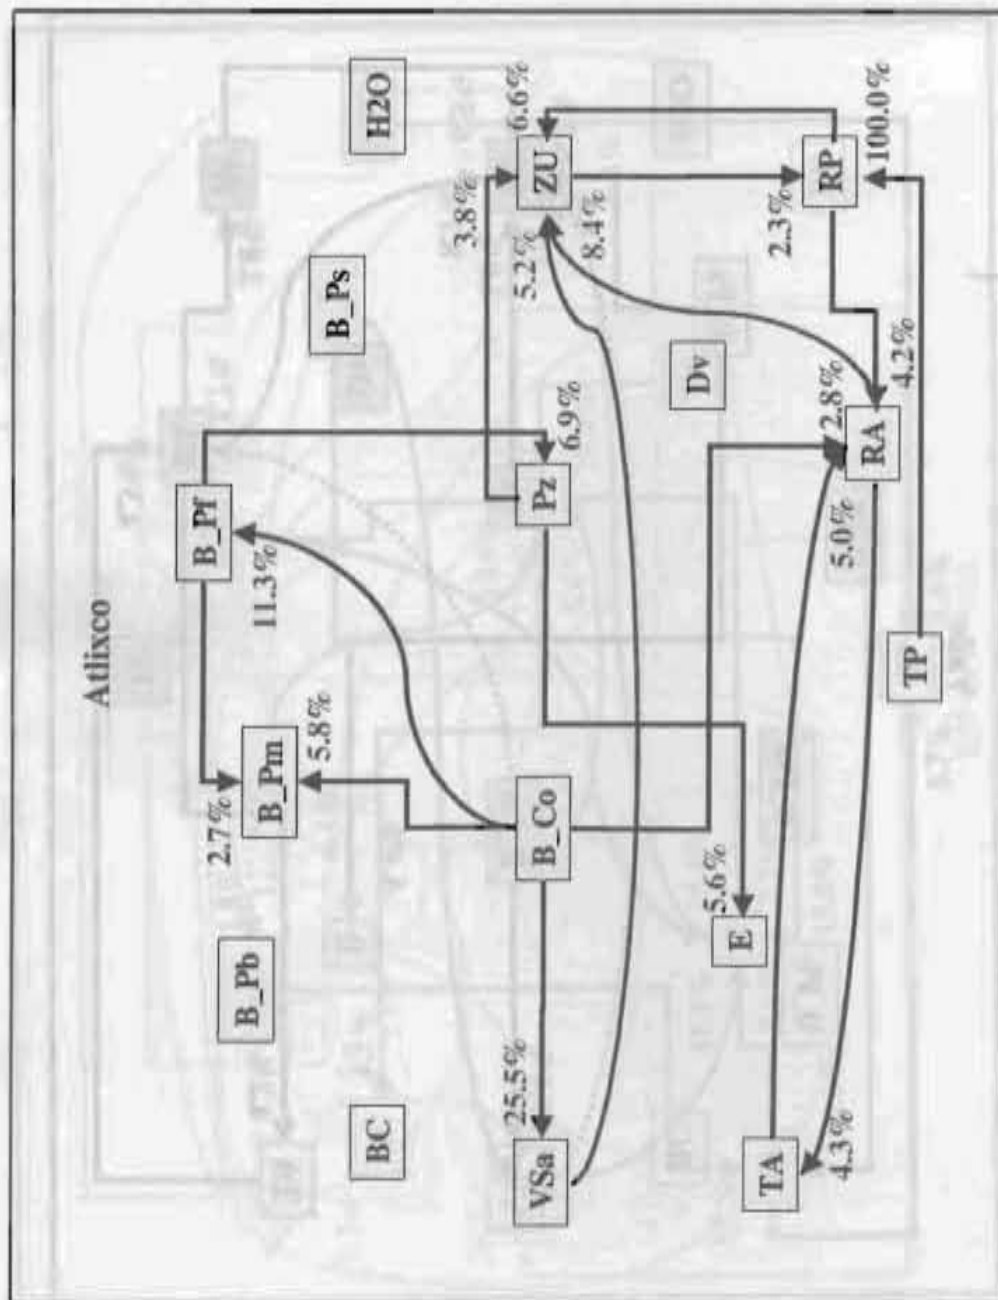 Atlixco
B_Pf
2.7%
11.3%
B_Pb
B_Pm
5.8%
B_Ps
BC
H2O
25.5%
3.8%
6.6%
VSa
B_Co
Pz
ZU
6.9%
5.2%
8.4%
Dv
5.6%
E
TA
2.3%
RP
4.3%
5.0%
2.8%
RA
4.2%
100.0%
TP